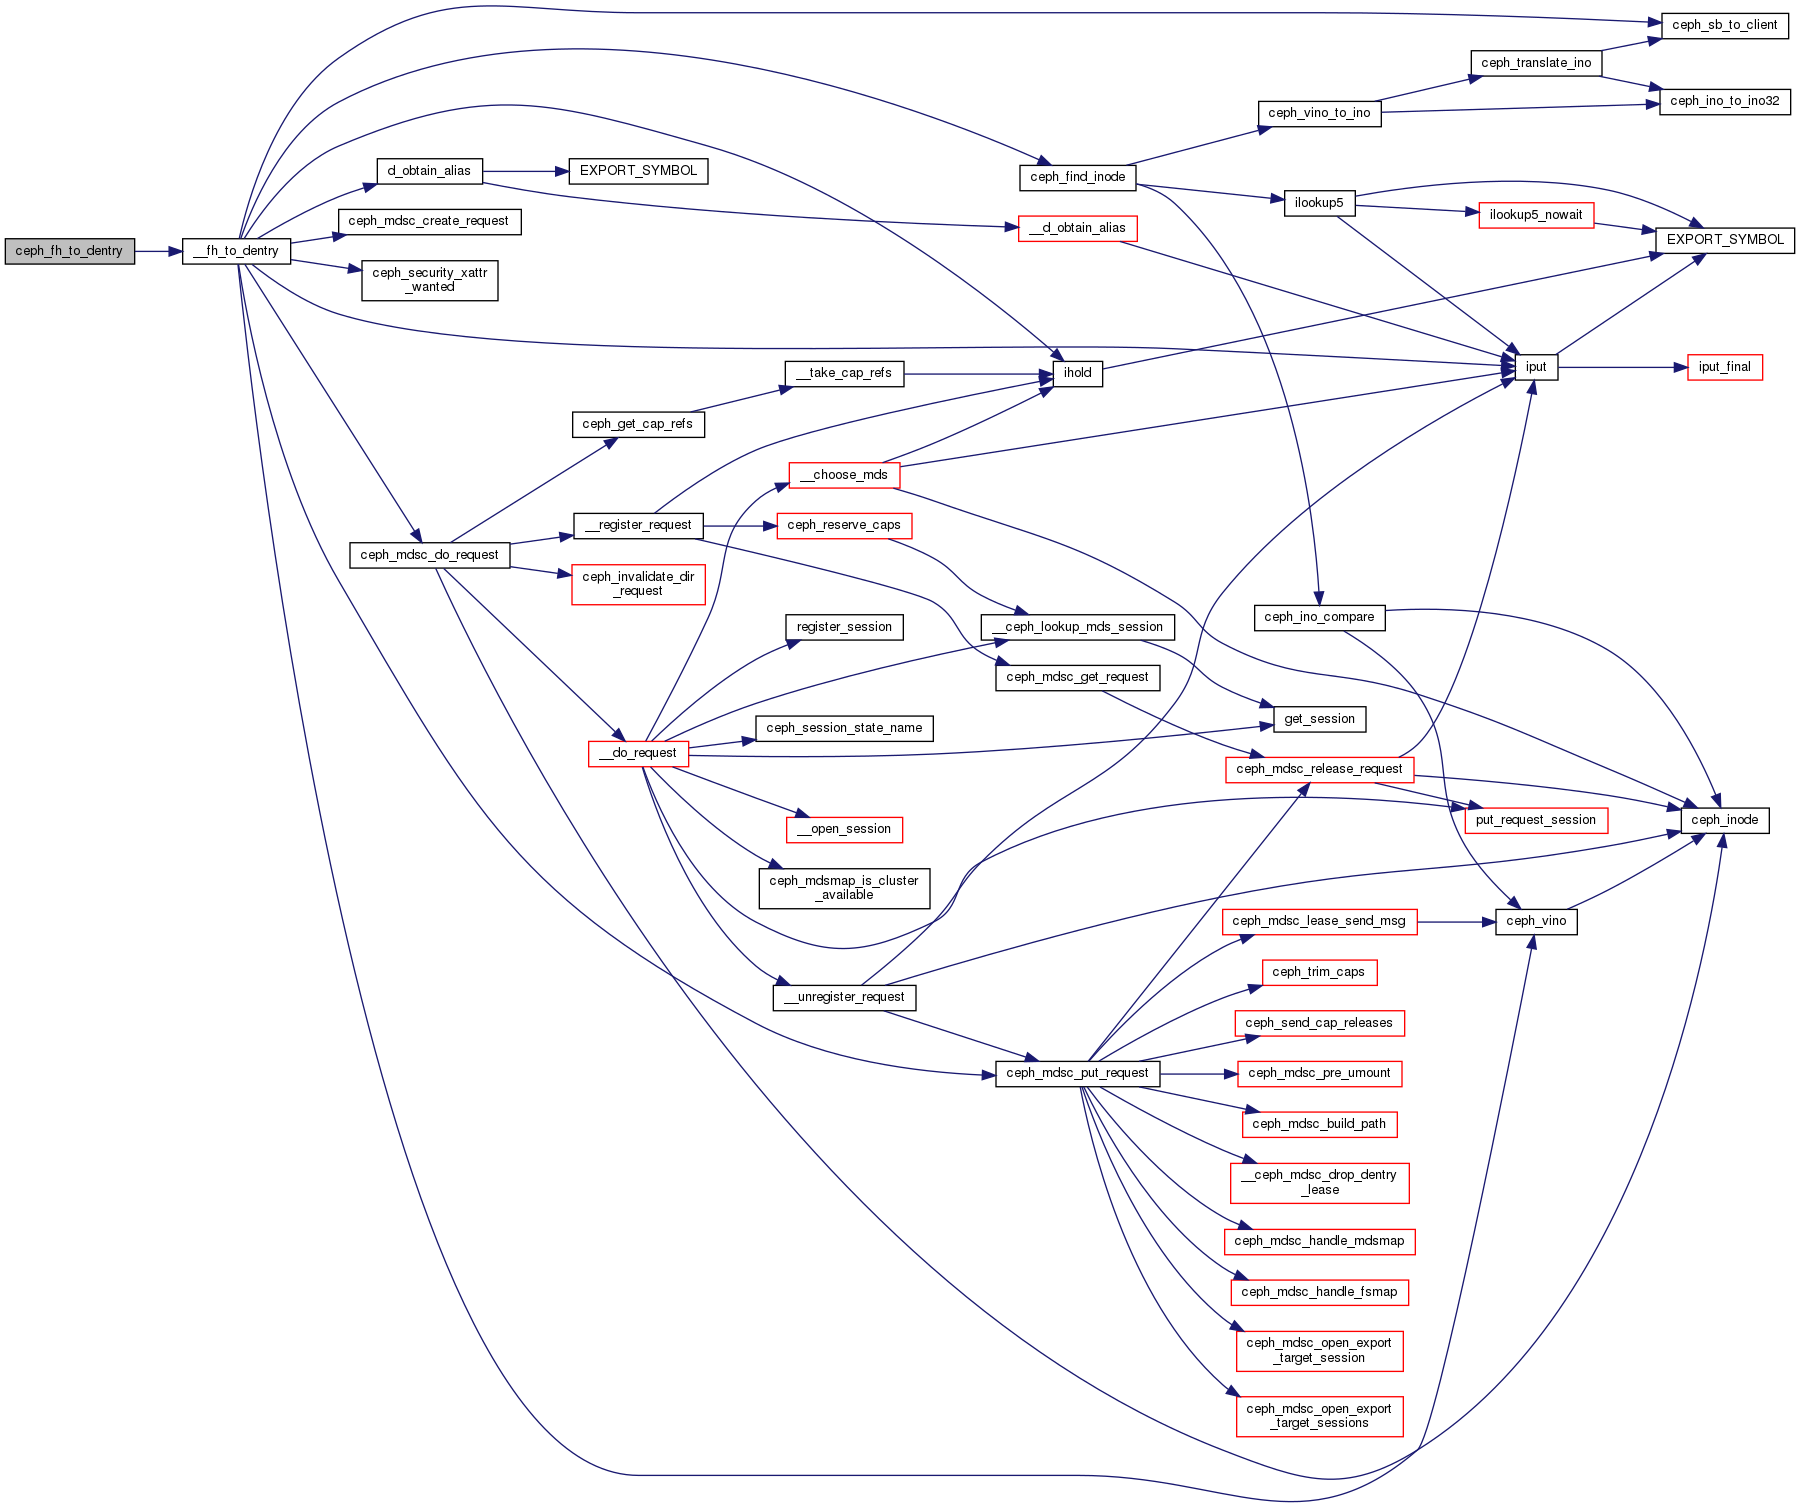 ceph_fh_to_dentry
__fh_to_dentry
d_obtain_alias
ceph_mdsc_create_request
ceph_security_xattr
_wanted
ceph_mdsc_do_request
EXPORT_SYMBOL
ceph_get_cap_refs
__register_request
ceph_invalidate_dir
_request
__do_request
__take_cap_refs
__choose_mds
ceph_reserve_caps
register_session
ceph_session_state_name
__open_session
ceph_mdsmap_is_cluster
_available
__unregister_request
ceph_find_inode
__d_obtain_alias
ihold
__ceph_lookup_mds_session
ceph_mdsc_get_request
ceph_mdsc_put_request
ceph_vino_to_ino
ilookup5
ceph_ino_compare
get_session
ceph_mdsc_release_request
ceph_mdsc_lease_send_msg
ceph_trim_caps
ceph_send_cap_releases
ceph_mdsc_pre_umount
ceph_mdsc_build_path
__ceph_mdsc_drop_dentry
_lease
ceph_mdsc_handle_mdsmap
ceph_mdsc_handle_fsmap
ceph_mdsc_open_export
_target_session
ceph_mdsc_open_export
_target_sessions
ceph_translate_ino
ilookup5_nowait
iput
put_request_session
ceph_vino
ceph_sb_to_client
ceph_ino_to_ino32
EXPORT_SYMBOL
iput_final
ceph_inode